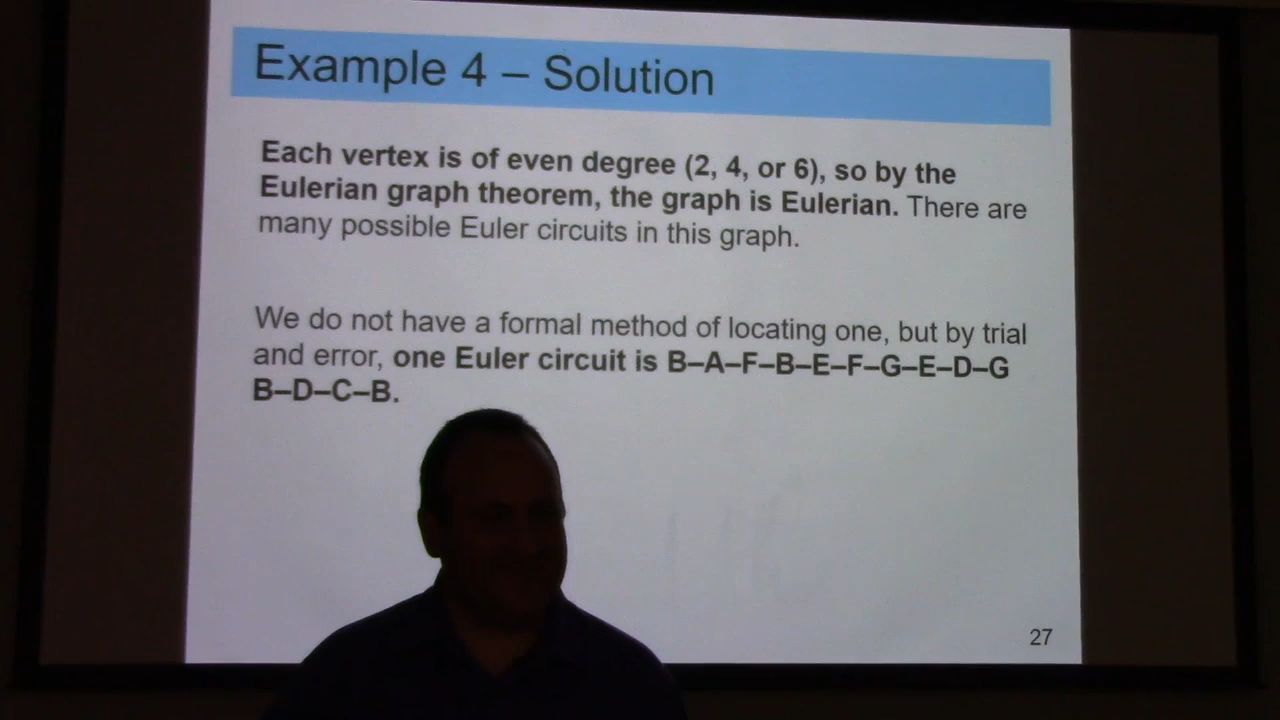 Example 4 – Solution
Each vertex is of even degree (2, 4, or 6), so by the
Eulerian graph theorem, the graph is Eulerian. There are
many possible Euler circuits in this graph.
We do not have a formal method of locating one, but by trial
and error, one Euler circuit is B–A–F–B–E–F–G–E–D–G
B–D–C–B.
27